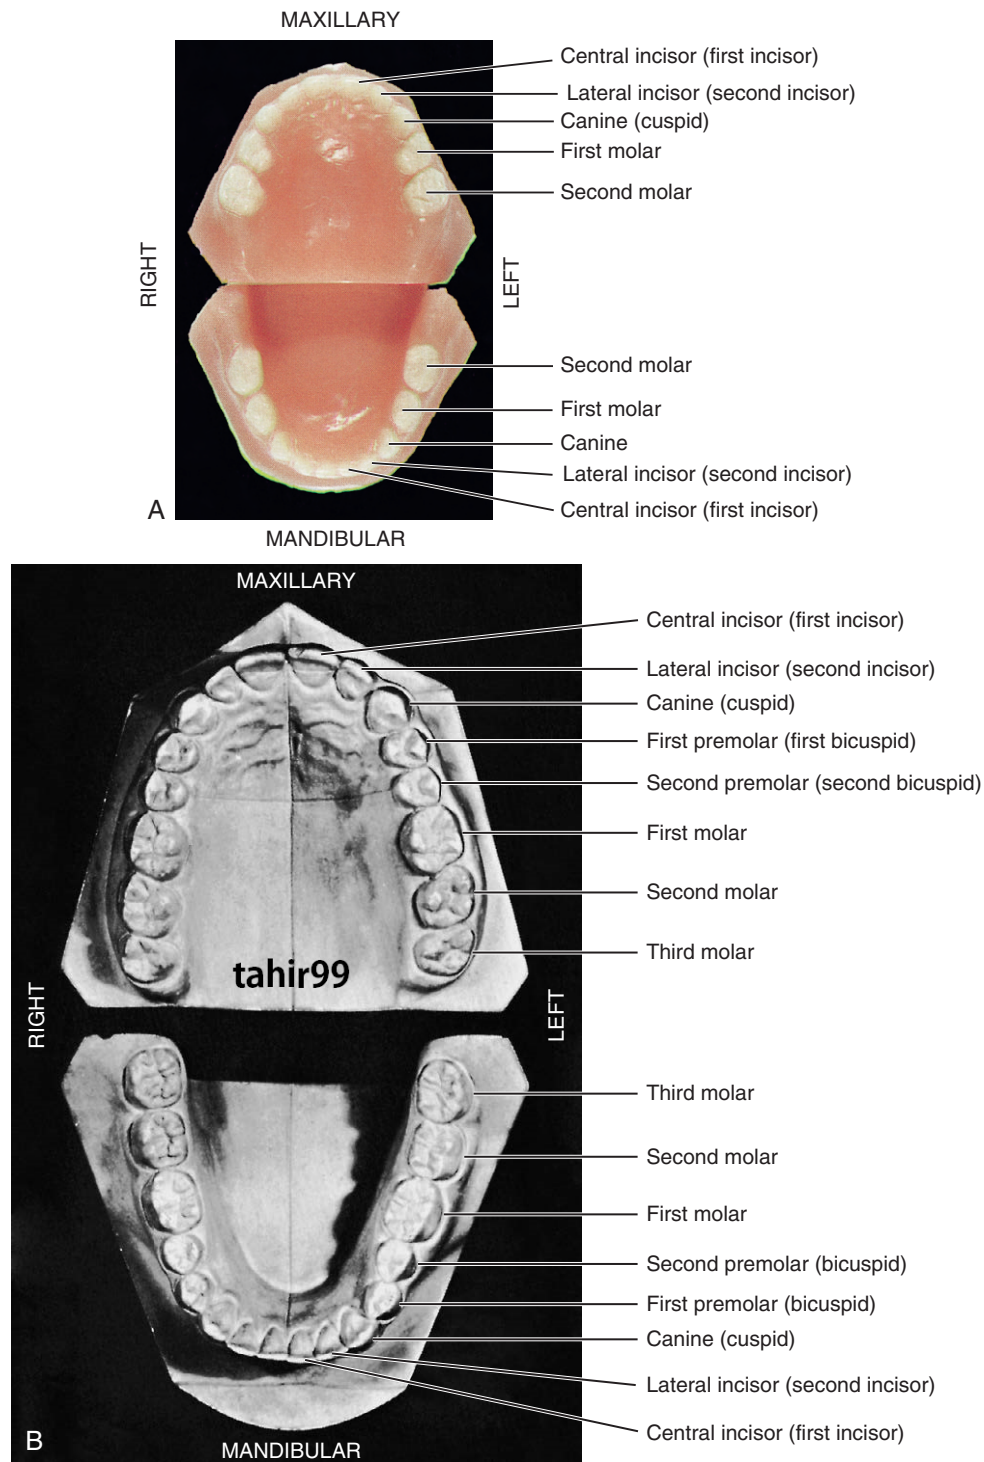 MAXILLARY
Central incisor (first incisor)
Lateral incisor (second incisor)
Canine (cuspid)
First molar
Second molar
RIGHT
LEFT
Second molar
First molar
Canine
Lateral incisor (second incisor)
Central incisor (first incisor)
A
MANDIBULAR
MAXILLARY
Central incisor (first incisor)
Lateral incisor (second incisor)
Canine (cuspid)
First premolar (first bicuspid)
Second premolar (second bicuspid)
First molar
Second molar
Third molar
tahir99
RIGHT
LEFT
Third molar
Second molar
First molar
Second premolar (bicuspid)
First premolar (bicuspid)
Canine (cuspid)
Lateral incisor (second incisor)
Central incisor (first incisor)
B
MANDIBULAR